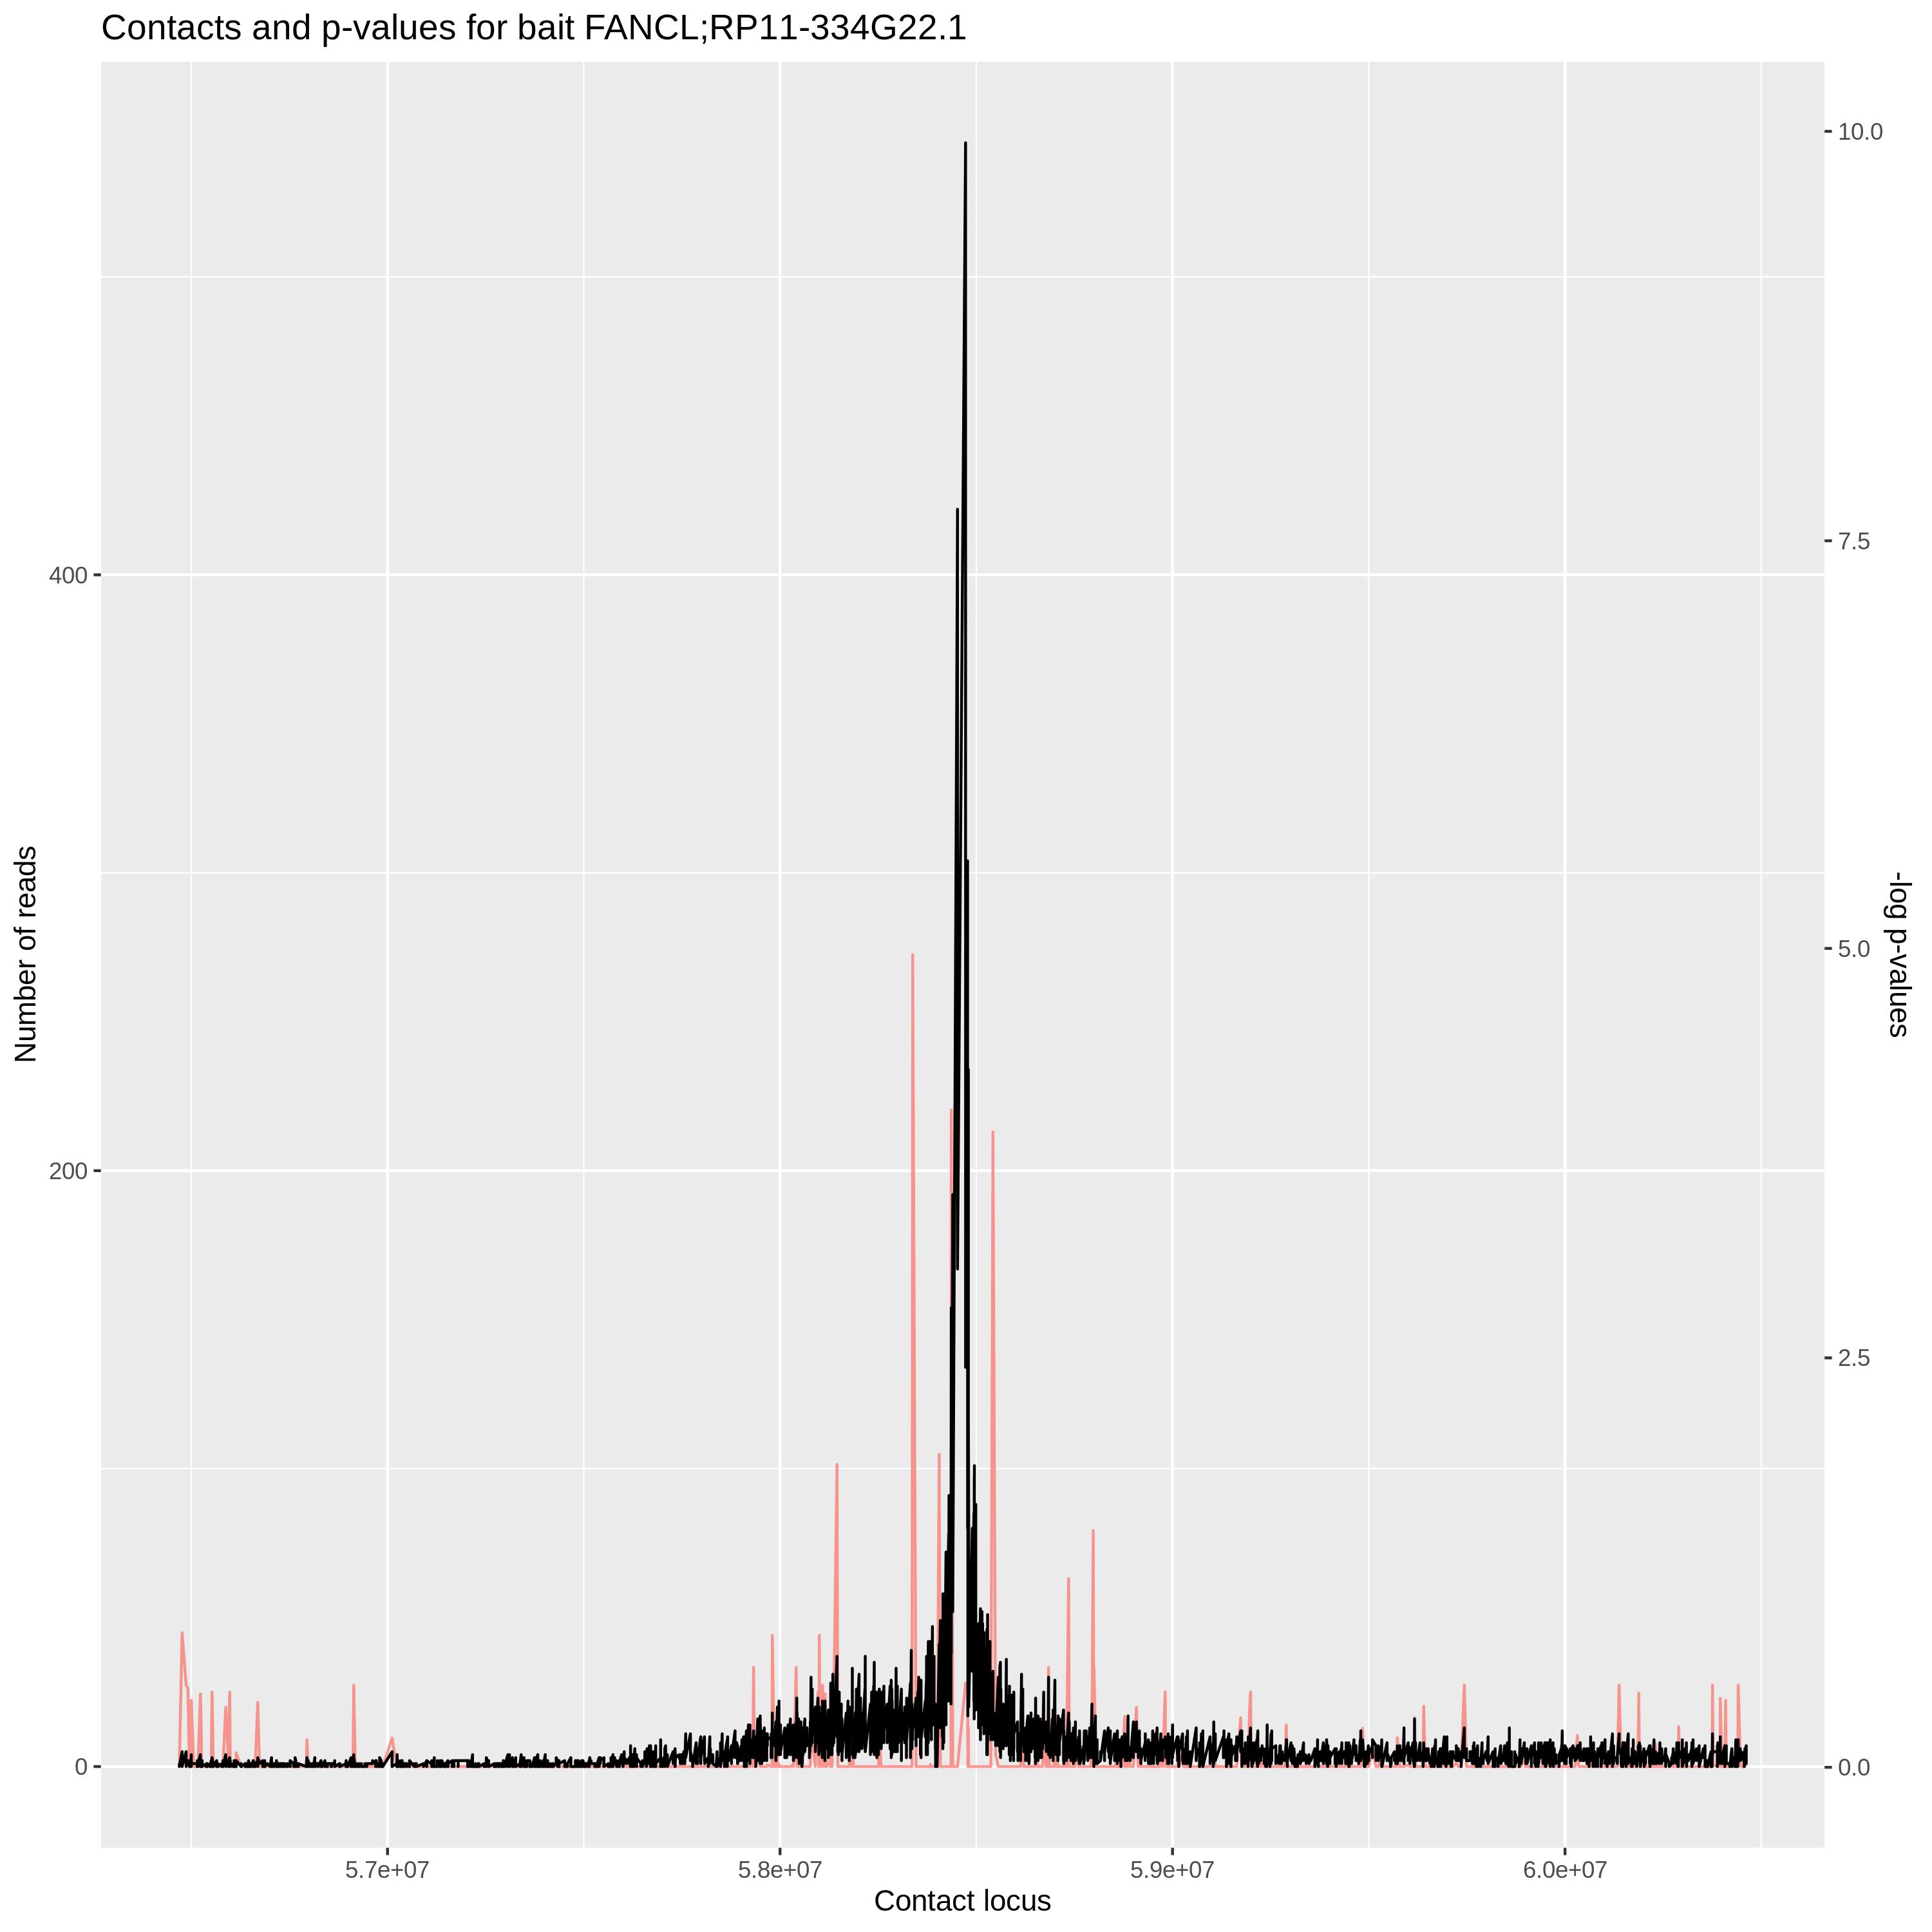 Contacts and p-values for bait FANCL;RP11-334G22.1
Number of reads
400
200
0
10.0
7.5
5.0
2.5
0.0
-log p-values
5.7e+07
5.8e+07
5.9e+07
6.0e+07
Contact locus